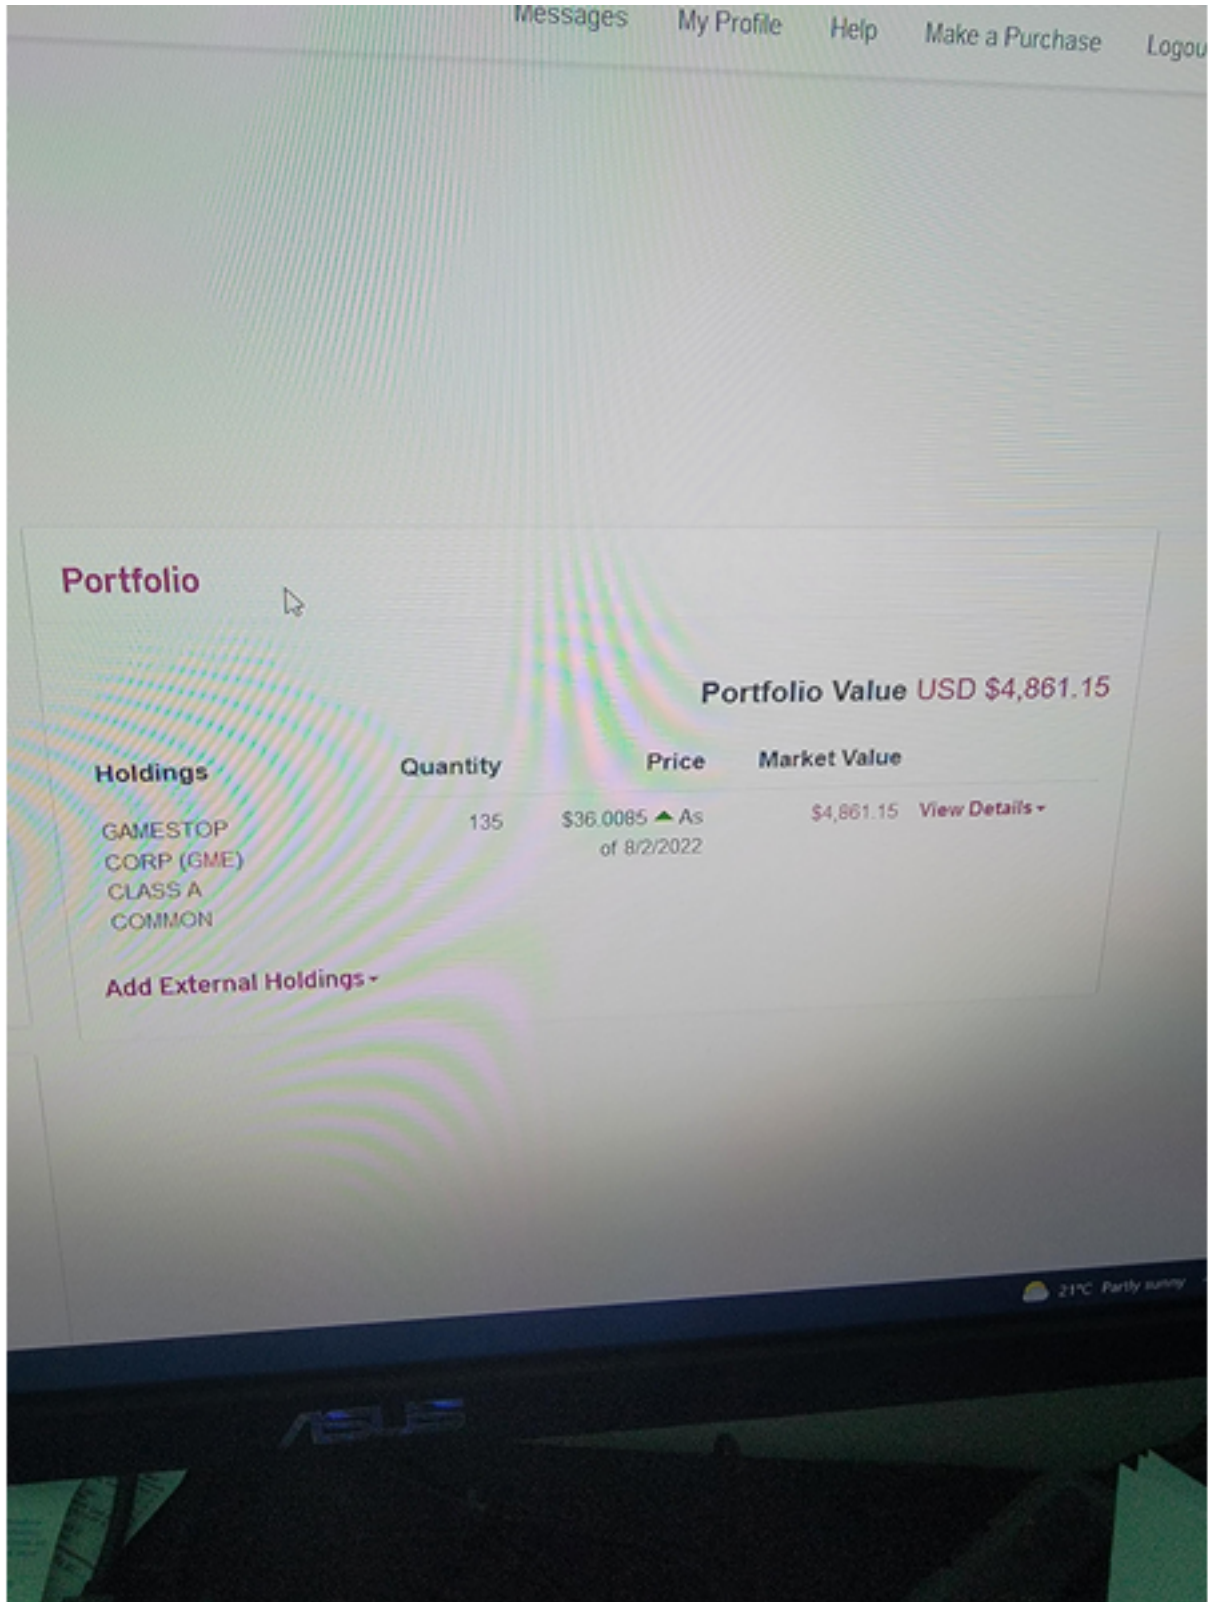 Messages My Profile Help Make a Purchase Logou
Portfolio
Portfolio Value USD $4,861.15
Holdings Quantity Price Market Value
GAMESTOP 135 $36.0085 ▲ As $4,861.15 View Details
CORP (GME) of 8/2/2022
CLASS A
COMMON
Add External Holdings
21°C Partly sunny
ASUS